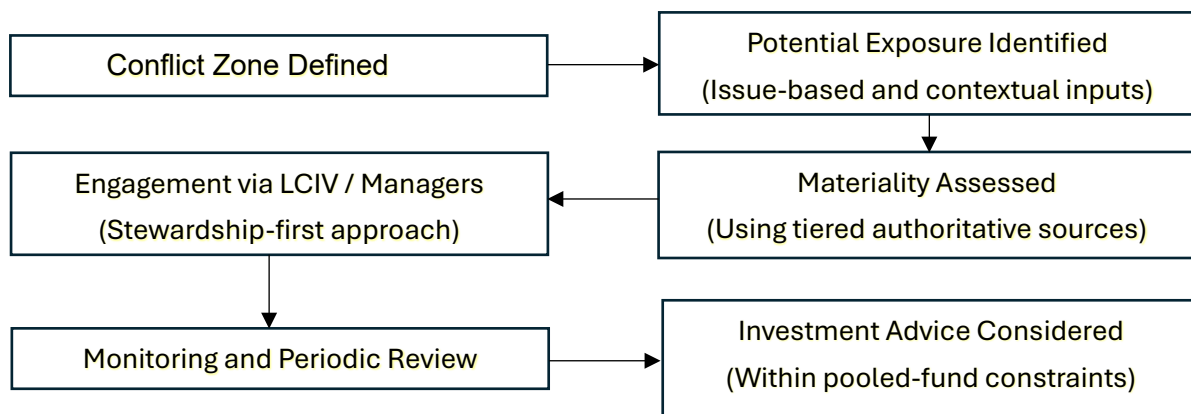 Conflict Zone Defined
Potential Exposure Identified
(Issue-based and contextual inputs)
Materiality Assessed
(Using tiered authoritative sources)
Engagement via LCIV / Managers
(Stewardship-first approach)
Monitoring and Periodic Review
Investment Advice Considered
(Within pooled-fund constraints)